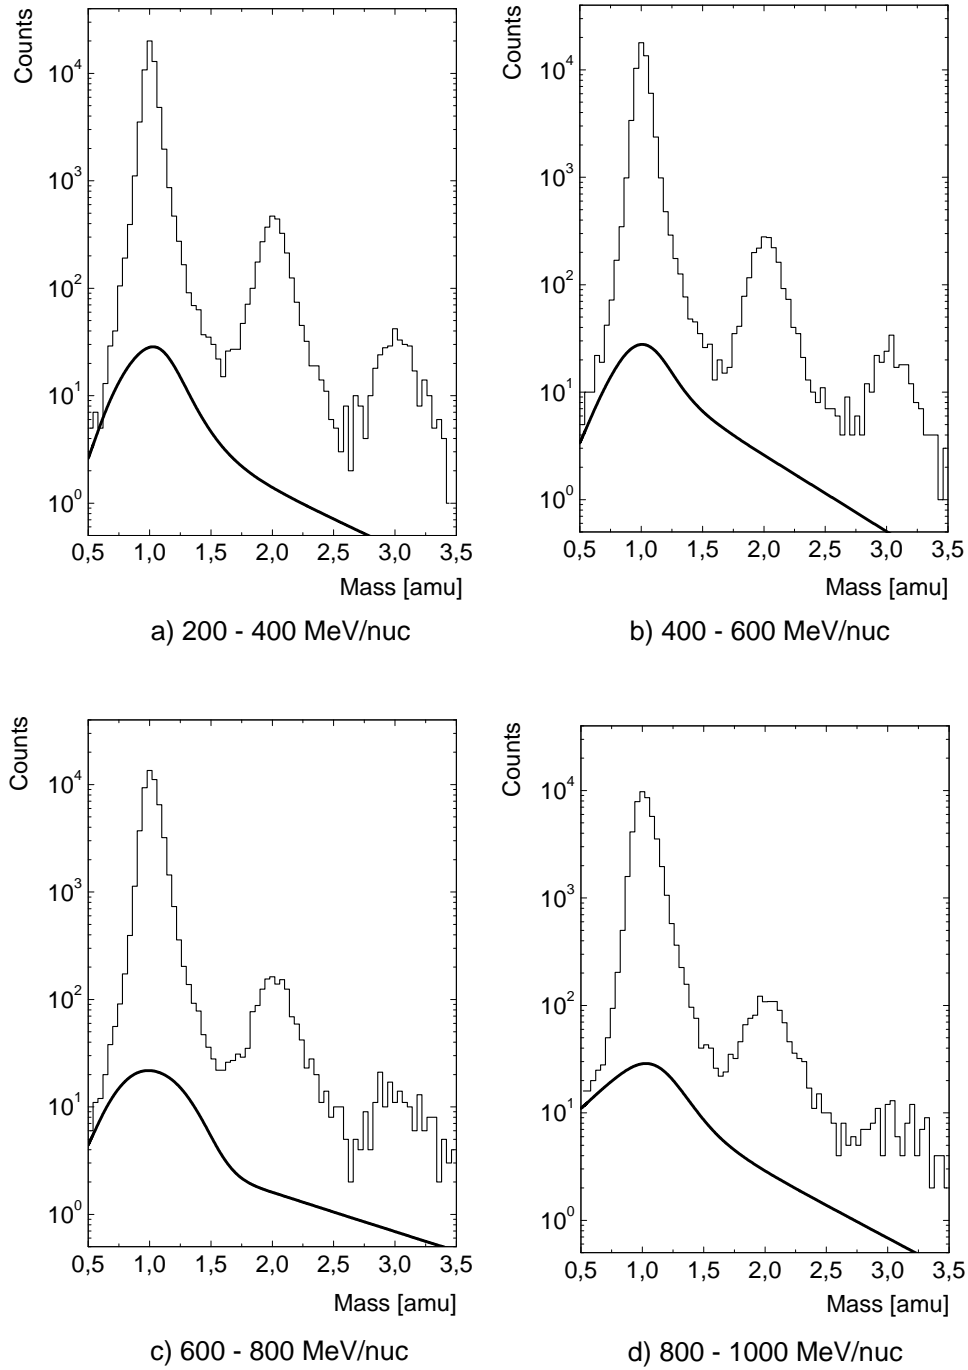 Counts
10^4
10^3
10^2
10^1
10^0
0,5 1,0 1,5 2,0 2,5 3,0 3,5
Mass [amu]
a) 200 - 400 MeV/nuc
Counts
10^4
10^3
10^2
10^1
10^0
0,5 1,0 1,5 2,0 2,5 3,0 3,5
Mass [amu]
b) 400 - 600 MeV/nuc
Counts
10^4
10^3
10^2
10^1
10^0
0,5 1,0 1,5 2,0 2,5 3,0 3,5
Mass [amu]
c) 600 - 800 MeV/nuc
Counts
10^4
10^3
10^2
10^1
10^0
0,5 1,0 1,5 2,0 2,5 3,0 3,5
Mass [amu]
d) 800 - 1000 MeV/nuc